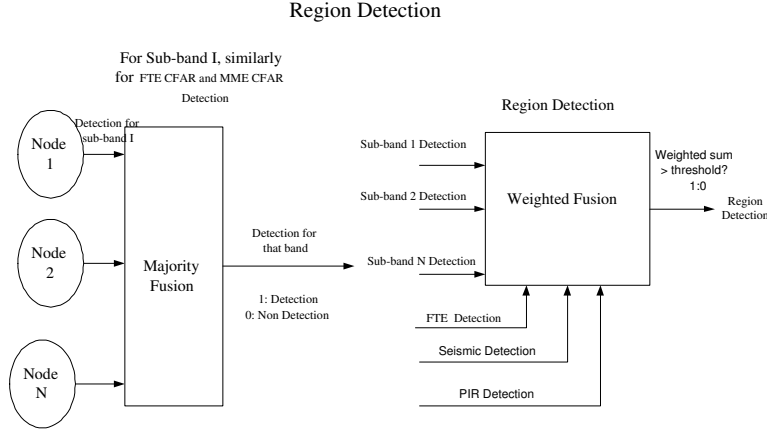 Region Detection
For Sub-band I, similarly
for FTE CFAR and MME CFAR
Detection
Detection for
sub-band I
Node
1
Node
2
Node
N
Majority
Fusion
Detection for
that band
1: Detection
0: Non Detection
Region Detection
Sub-band 1 Detection
Sub-band 2 Detection
Sub-band N Detection
Weighted Fusion
FTE Detection
Seismic Detection
PIR Detection
Weighted sum
> threshold?
1:0
Region
Detection